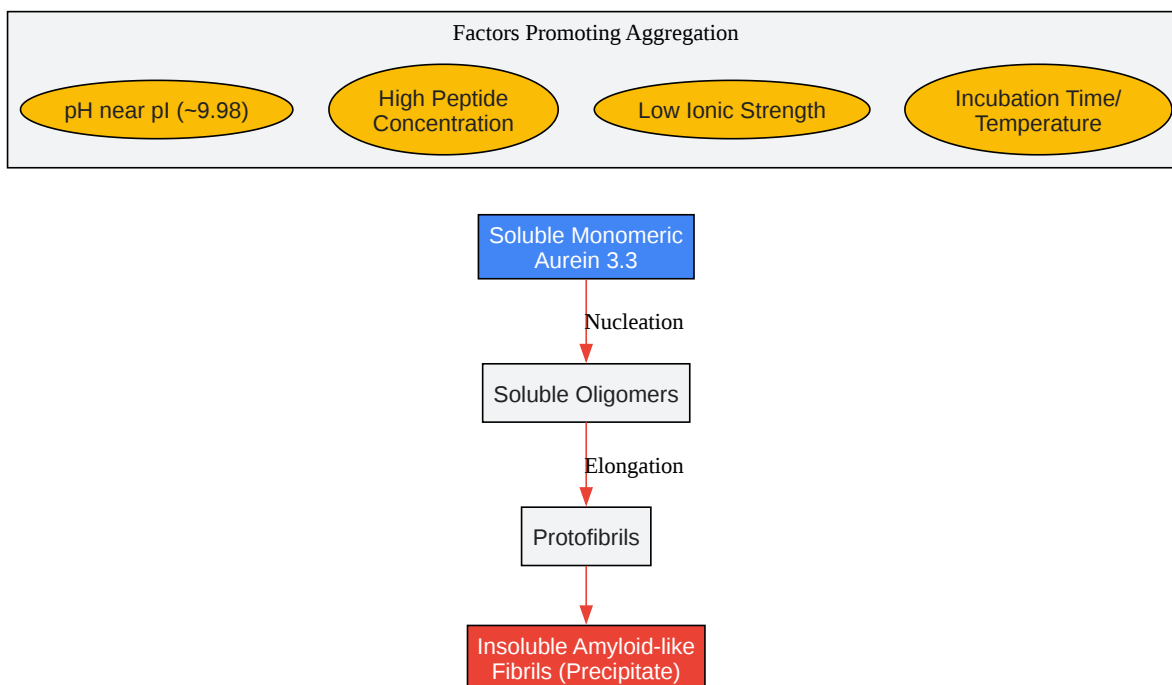 Factors Promoting Aggregation
pH near pI (~9.98)
High Peptide
Concentration
Low Ionic Strength
Incubation Time/
Temperature
Soluble Monomeric
Aurein 3.3
Nucleation
Soluble Oligomers
Elongation
Protofibrils
Insoluble Amyloid-like
Fibrils (Precipitate)